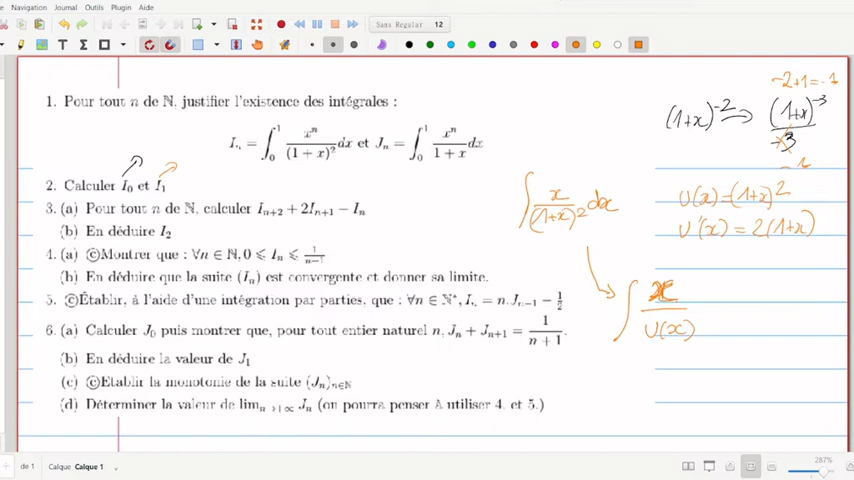 Navigation Journal Outils Plugin Aide
Sans Regular 12
1. Pour tout n de ℕ, justifier l'existence des intégrales :
Iₙ = ∫₀¹ xⁿ/(1 + x)² dx et Jₙ = ∫₀¹ xⁿ/(1 + x) dx
2. Calculer I₀ et I₁
3. (a) Pour tout n de ℕ, calculer Iₙ₊₂ + 2Iₙ₊₁ − Iₙ
(b) En déduire I₂
4. (a) ©Montrer que : ∀n ∈ ℕ, 0 ⩽ Iₙ ⩽ 1/(n−1)
(b) En déduire que la suite (Iₙ) est convergente et donner sa limite.
5. ©Établir, à l'aide d'une intégration par parties, que : ∀n ∈ ℕ*, Iₙ = n.Jₙ₋₁ − 1/2
6. (a) Calculer J₀ puis montrer que, pour tout entier naturel n, Jₙ + Jₙ₊₁ = 1/(n + 1).
(b) En déduire la valeur de J₁
(c) ©Etablir la monotonie de la suite (Jₙ)ₙ∈ℕ
(d) Déterminer la valeur de lim Jₙ (on pourra penser à utiliser 4. et 5.)
-2+1=-1
(1+x)⁻² ⇒ (1+x)⁻³/-3
-1
∫ x/(1+x)² dx
U(x)=(1+x)²
U'(x) = 2(1+x)
∫ x/U(x)
de 1 Calque Calque 1
287%